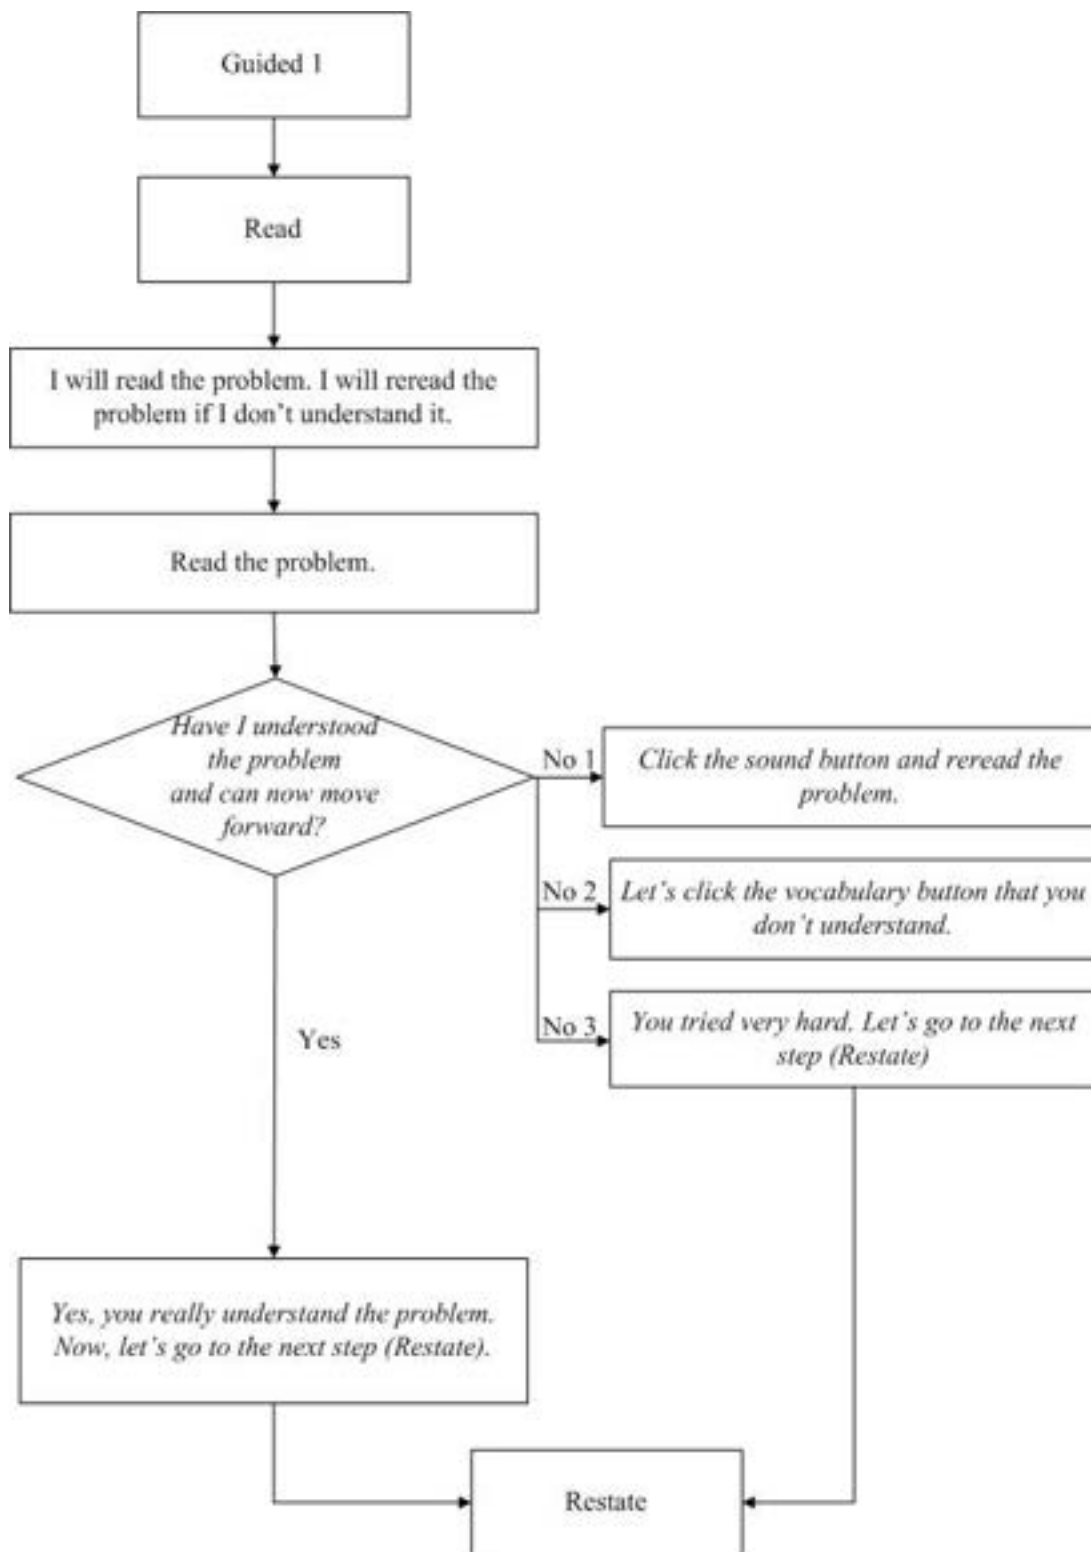 Guided 1
Read
I will read the problem. I will reread the
problem if I don't understand it.
Read the problem.
Have I understood
the problem
and can now move
forward?
No 1
Click the sound button and reread the
problem.
No 2
Let's click the vocabulary button that you
don't understand.
No 3
You tried very hard. Let's go to the next
step (Restate)
Yes
Yes, you really understand the problem.
Now, let's go to the next step (Restate).
Restate